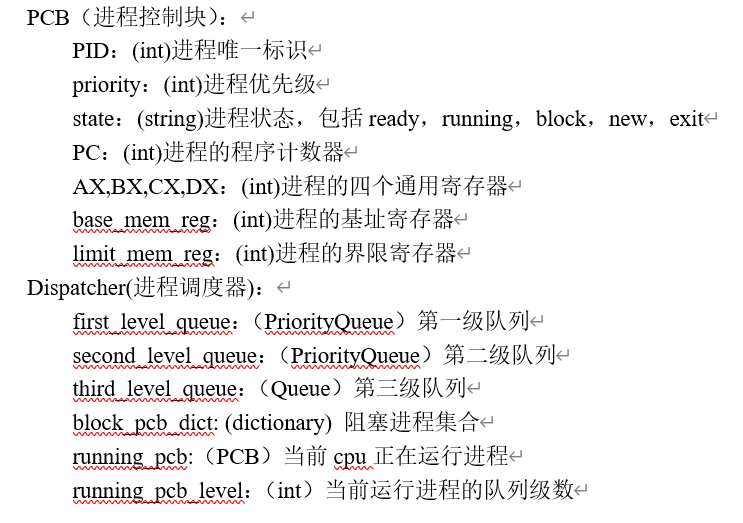 PCB（进程控制块）：
PID：(int)进程唯一标识
priority：(int)进程优先级
state：(string)进程状态，包括 ready，running，block，new，exit
PC：(int)进程的程序计数器
AX,BX,CX,DX：(int)进程的四个通用寄存器
base_mem_reg：(int)进程的基址寄存器
limit_mem_reg：(int)进程的界限寄存器
Dispatcher(进程调度器)：
first_level_queue：（PriorityQueue）第一级队列
second_level_queue：（PriorityQueue）第二级队列
third_level_queue：（Queue）第三级队列
block_pcb_dict: (dictionary) 阻塞进程集合
running_pcb:（PCB）当前 cpu 正在运行进程
running_pcb_level：（int）当前运行进程的队列级数